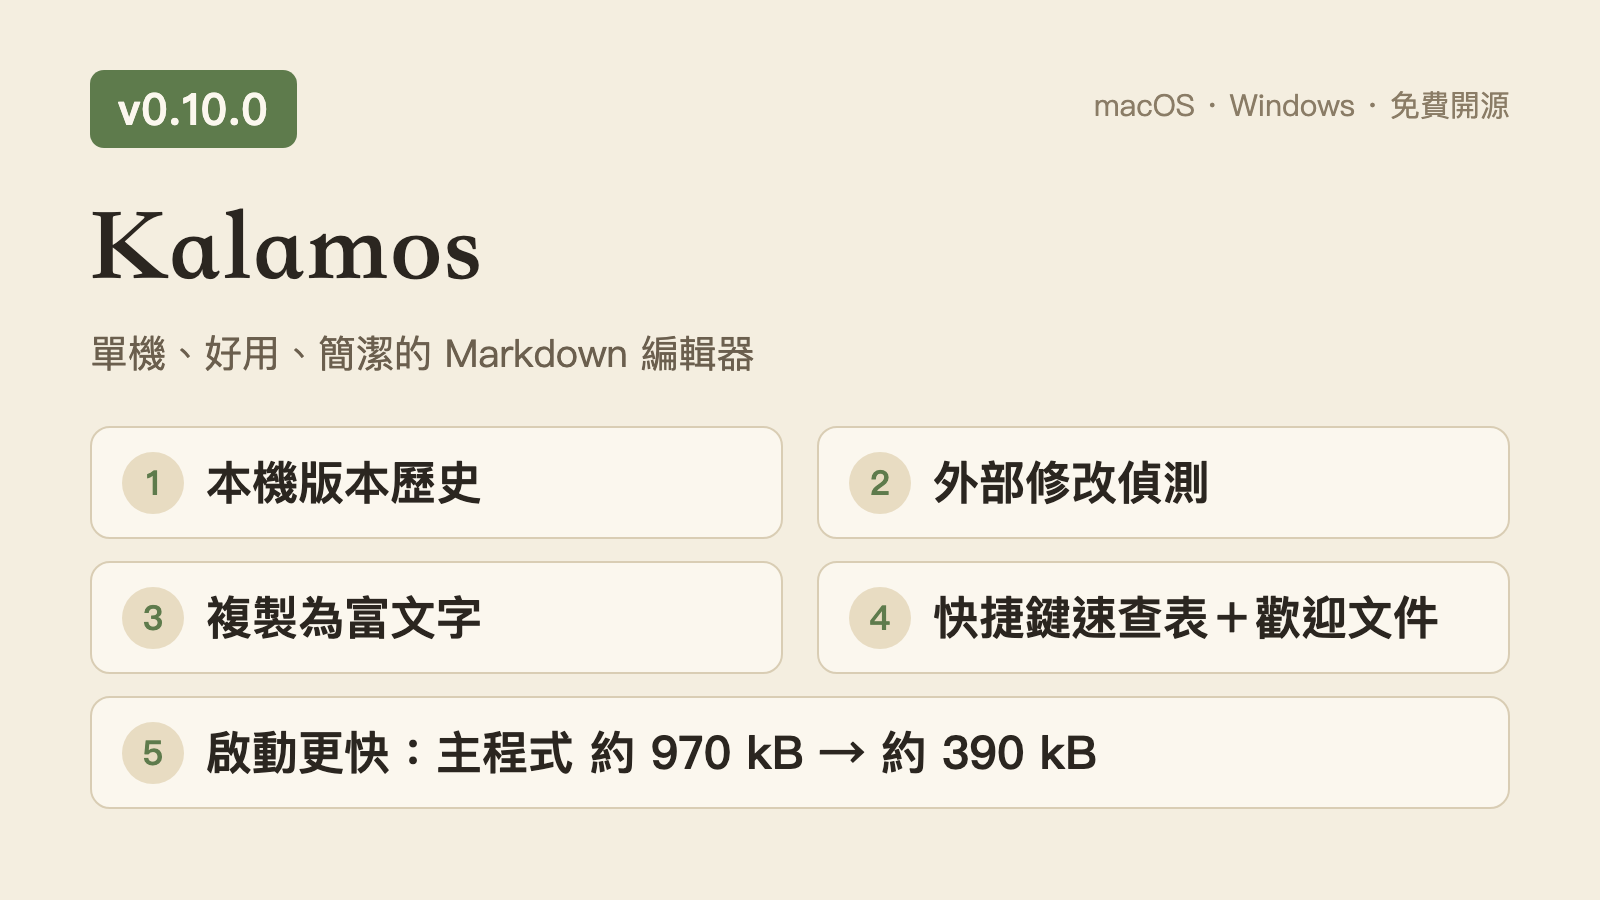 v0.10.0
macOS · Windows · 免費開源
Kalamos
單機、好用、簡潔的 Markdown 編輯器
1 本機版本歷史
2 外部修改偵測
3 複製為富文字
4 快捷鍵速查表＋歡迎文件
5 啟動更快：主程式 約 970 kB → 約 390 kB